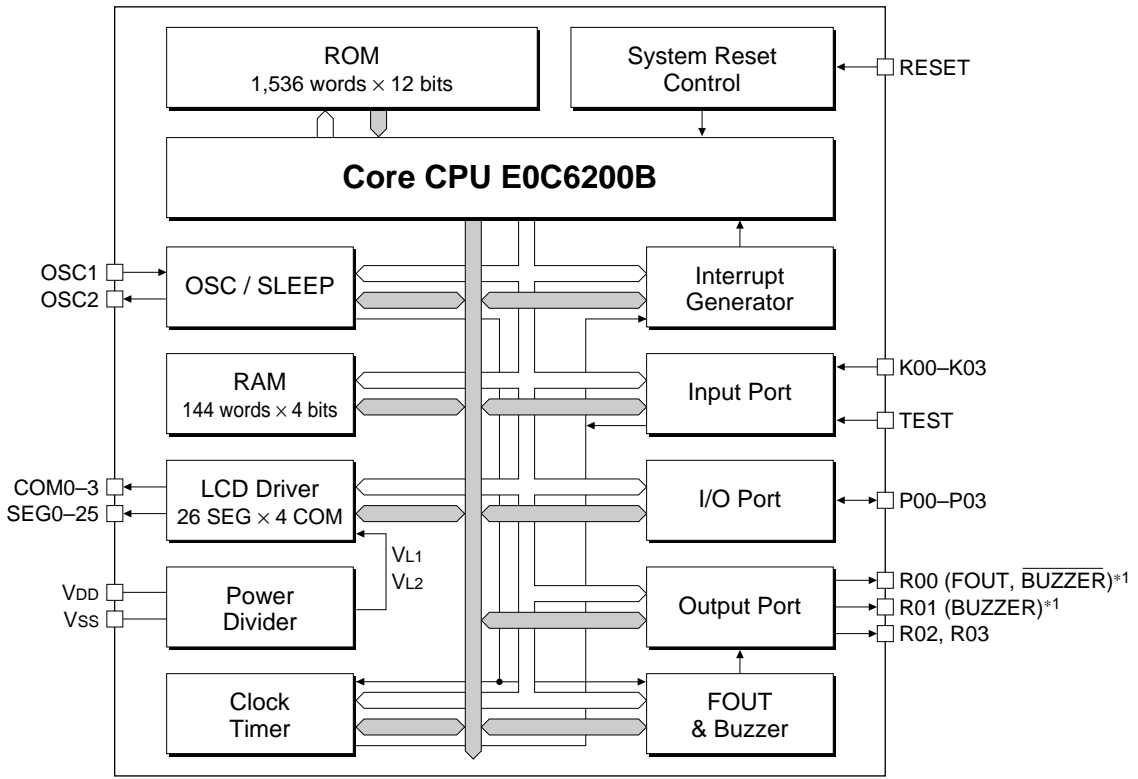 ROM
1,536 words × 12 bits
System Reset
Control
RESET
Core CPU E0C6200B
OSC1
OSC2
OSC / SLEEP
Interrupt
Generator
RAM
144 words × 4 bits
Input Port
K00–K03
TEST
COM0–3
SEG0–25
LCD Driver
26 SEG × 4 COM
I/O Port
P00–P03
VL1
VL2
VDD
VSS
Power
Divider
Output Port
R00 (FOUT, BUZZER)*1
R01 (BUZZER)*1
R02, R03
Clock
Timer
FOUT
& Buzzer